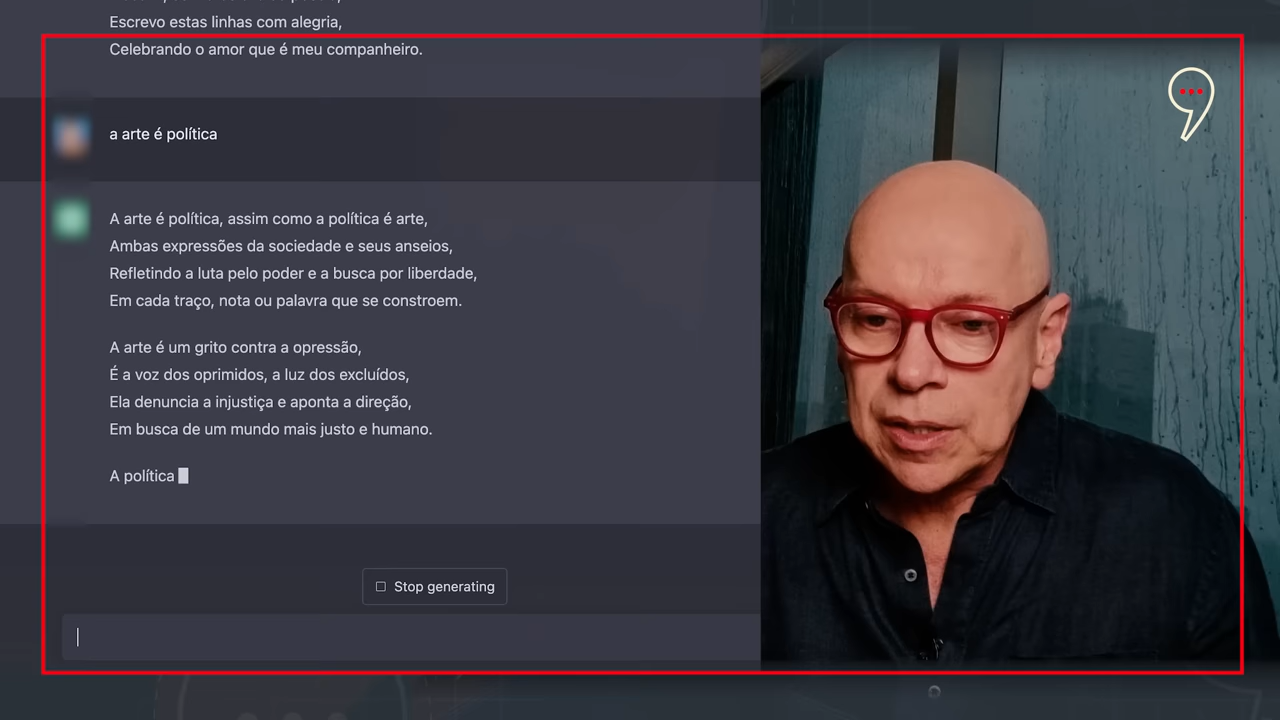 Escrevo estas linhas com alegria,
Celebrando o amor que é meu companheiro.
a arte é política
A arte é política, assim como a política é arte,
Ambas expressões da sociedade e seus anseios,
Refletindo a luta pelo poder e a busca por liberdade,
Em cada traço, nota ou palavra que se constroem.
A arte é um grito contra a opressão,
É a voz dos oprimidos, a luz dos excluídos,
Ela denuncia a injustiça e aponta a direção,
Em busca de um mundo mais justo e humano.
A política
Stop generating